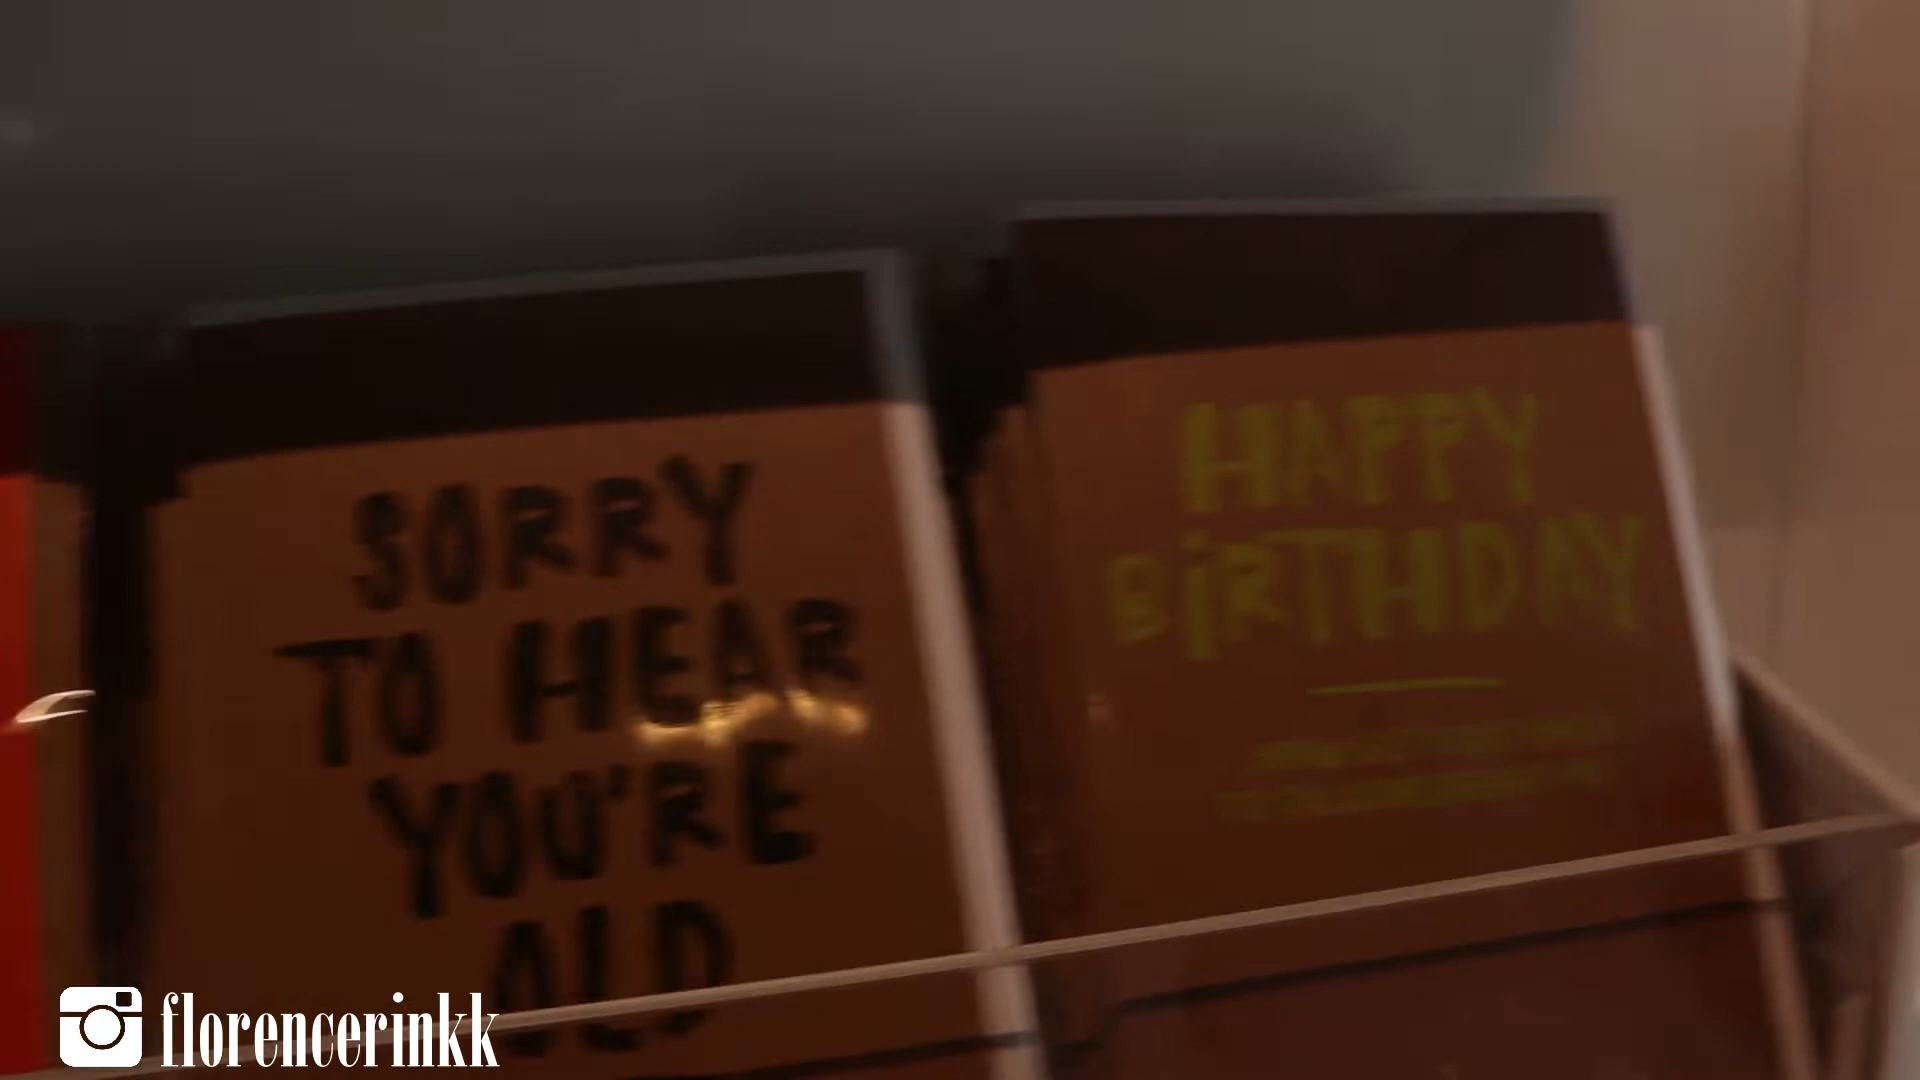 SORRY
TO HEAR
YOU'RE
OLD
HAPPY
BiRTHDAY
florencerinkk